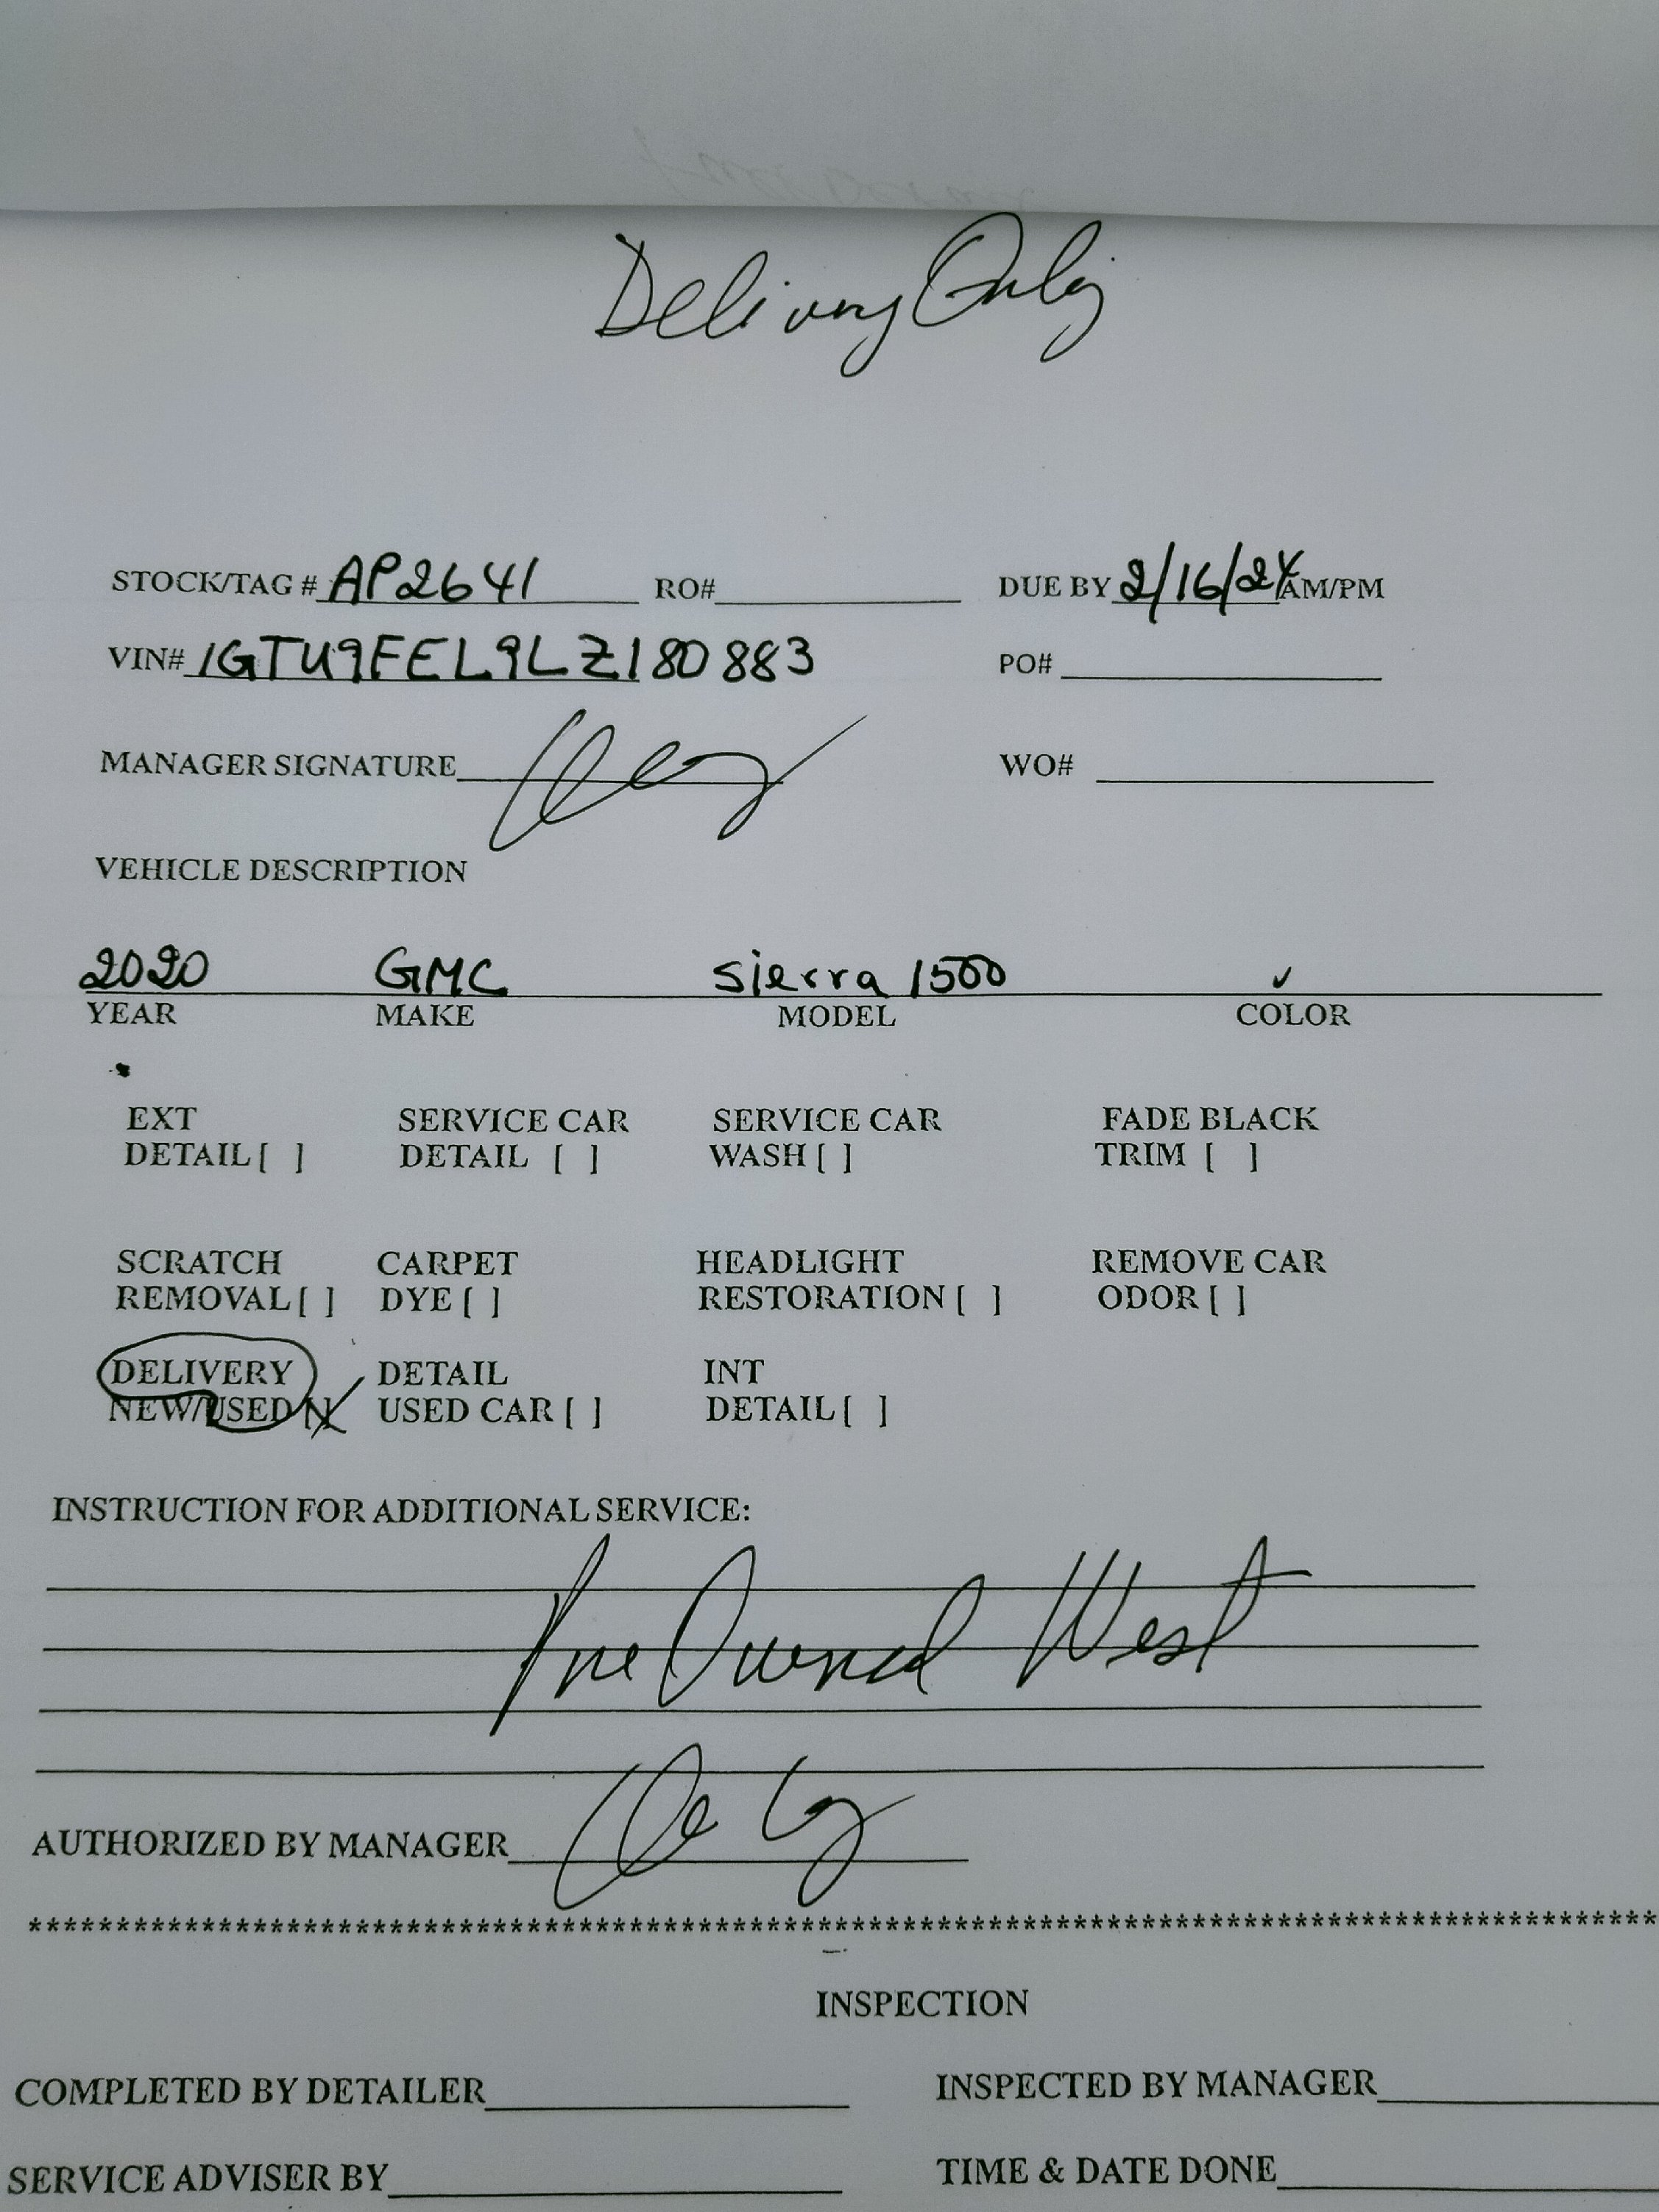 Delivery Only
STOCK/TAG # AP2641 RO# DUE BY 2/16/24 AM/PM
VIN# 1GTU9FEL9LZ180883 PO#
MANAGER SIGNATURE WO#
VEHICLE DESCRIPTION
2020 GMC Sierra 1500 ✓
YEAR MAKE MODEL COLOR
EXT SERVICE CAR SERVICE CAR FADE BLACK
DETAIL [ ] DETAIL [ ] WASH [ ] TRIM [ ]
SCRATCH CARPET HEADLIGHT REMOVE CAR
REMOVAL [ ] DYE [ ] RESTORATION [ ] ODOR [ ]
DELIVERY DETAIL INT
NEW/USED [ ] USED CAR [ ] DETAIL [ ]
INSTRUCTION FOR ADDITIONAL SERVICE:
Pre Owned West
AUTHORIZED BY MANAGER
INSPECTION
COMPLETED BY DETAILER INSPECTED BY MANAGER
SERVICE ADVISER BY TIME & DATE DONE